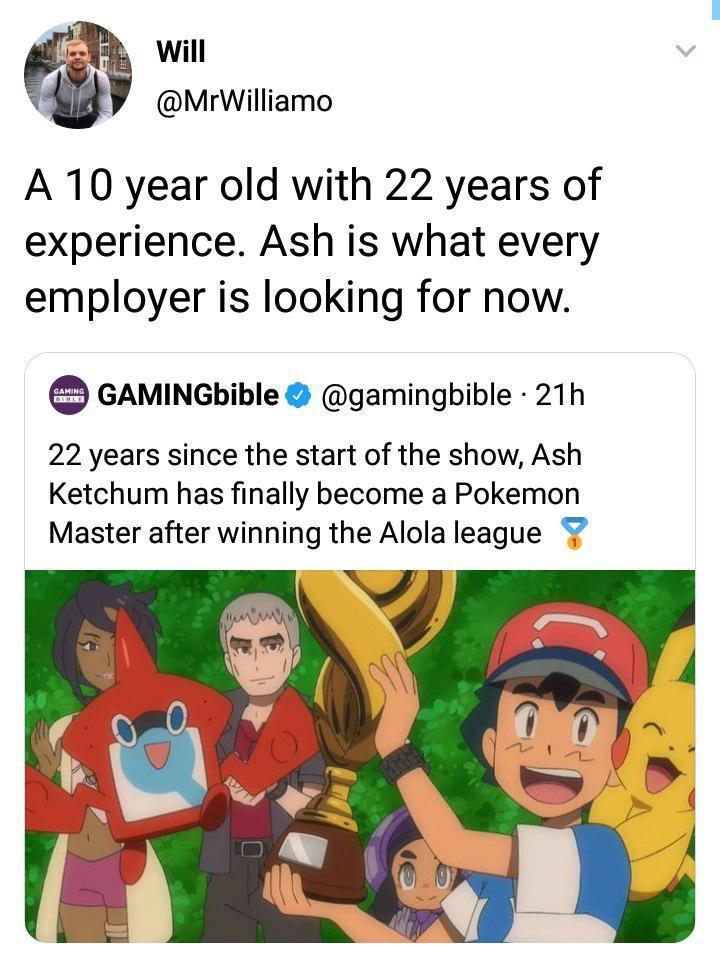 Will
@MrWilliamo
A 10 year old with 22 years of
experience. Ash is what every
employer is looking for now.
GAMING
BIBLE
GAMINGbible @gamingbible · 21h
22 years since the start of the show, Ash
Ketchum has finally become a Pokemon
Master after winning the Alola league 🏅